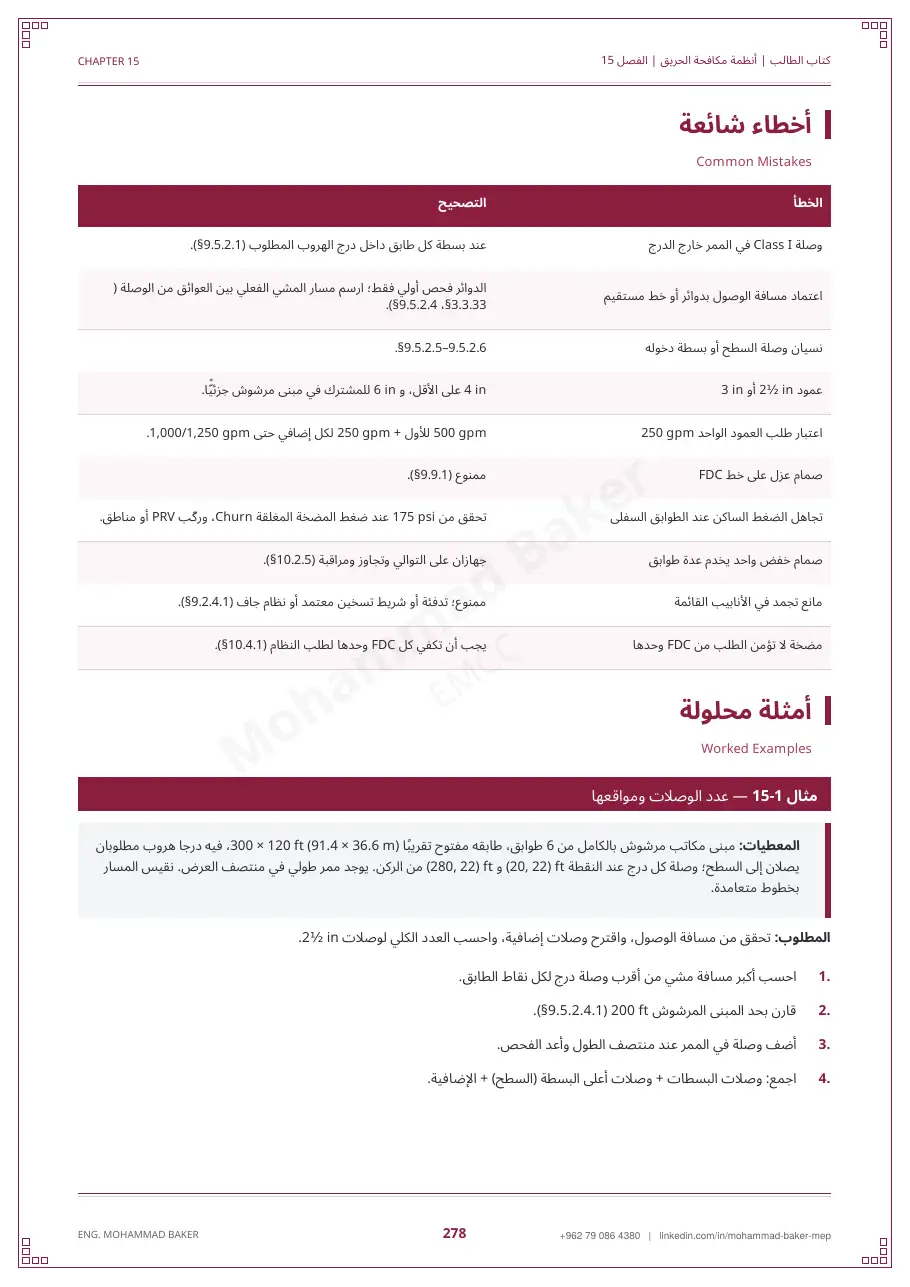 كتاب الطالب | أنظمة مكافحة الحريق | الفصل 15
CHAPTER 15
أخطاء شائعة
Common Mistakes
الخطأ
التصحيح
وصلة Class I في الممر خارج الدرج
عند بسطة كل طابق داخل درج الهروب المطلوب (§9.5.2.1).
اعتماد مسافة الوصول بدوائر أو خط مستقيم
الدوائر فحص أولي فقط؛ ارسم مسار المشي الفعلي بين العوائق من الوصلة (
§3.3.33، §9.5.2.4).
نسيان وصلة السطح أو بسطة دخوله
§9.5.2.5–9.5.2.6.
عمود 2½ in أو 3 in
4 in على الأقل، و 6 in للمشترك في مبنى مرشوش جزئيًّا.
اعتبار طلب العمود الواحد 250 gpm
500 gpm للأول + 250 gpm لكل إضافي حتى 1,000/1,250 gpm.
صمام عزل على خط FDC
ممنوع (§9.9.1).
تجاهل الضغط الساكن عند الطوابق السفلى
تحقق من 175 psi عند ضغط المضخة المغلقة Churn، وركّب PRV أو مناطق.
صمام خفض واحد يخدم عدة طوابق
جهازان على التوالي وتجاوز ومراقبة (§10.2.5).
مانع تجمد في الأنابيب القائمة
ممنوع؛ تدفئة أو شريط تسخين معتمد أو نظام جاف (§9.2.4.1).
مضخة لا تؤمن الطلب من FDC وحدها
يجب أن تكفي كل FDC وحدها لطلب النظام (§10.4.1).
Mohammad Baker
EMCC
أمثلة محلولة
Worked Examples
مثال 1-15 — عدد الوصلات ومواقعها
المعطيات: مبنى مكاتب مرشوش بالكامل من 6 طوابق، طابقه مفتوح تقريبًا 300 × 120 ft (91.4 × 36.6 m)، فيه درجا هروب مطلوبان
يصلان إلى السطح؛ وصلة كل درج عند النقطة (20, 22) ft و (280, 22) ft من الركن. يوجد ممر طولي في منتصف العرض. نقيس المسار
بخطوط متعامدة.
المطلوب: تحقق من مسافة الوصول، واقترح وصلات إضافية، واحسب العدد الكلي لوصلات 2½ in.
1. احسب أكبر مسافة مشي من أقرب وصلة درج لكل نقاط الطابق.
2. قارن بحد المبنى المرشوش 200 ft (§9.5.2.4.1).
3. أضف وصلة في الممر عند منتصف الطول وأعد الفحص.
4. اجمع: وصلات البسطات + وصلات أعلى البسطة (السطح) + الإضافية.
ENG. MOHAMMAD BAKER
278
+962 79 086 4380 | linkedin.com/in/mohammad-baker-mep